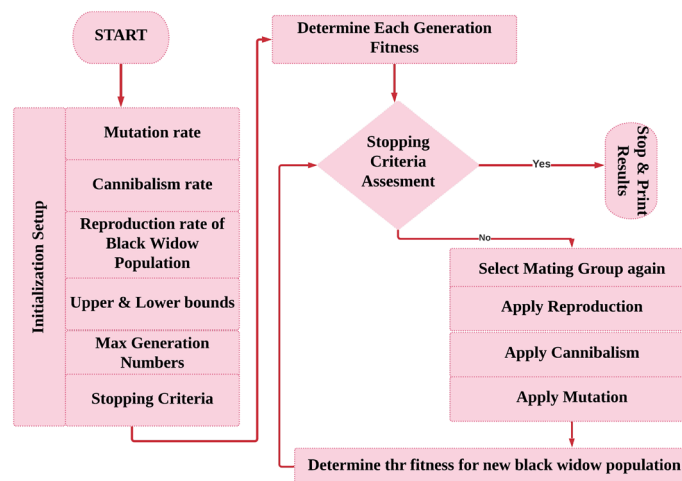 START
Initialization Setup
Mutation rate
Cannibalism rate
Reproduction rate of
Black Widow
Population
Upper & Lower bounds
Max Generation
Numbers
Stopping Criteria
Determine Each Generation
Fitness
Stopping
Criteria
Assesment
Yes
Stop & Print
Results
No
Select Mating Group again
Apply Reproduction
Apply Cannibalism
Apply Mutation
Determine thr fitness for new black widow population